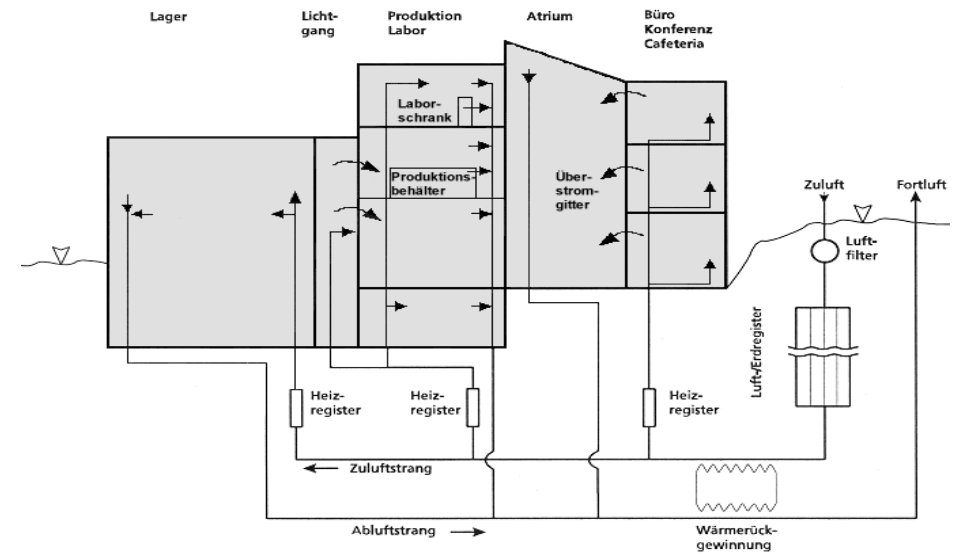 Lager
Licht-
gang
Produktion
Labor
Atrium
Büro
Konferenz
Cafeteria
Labor-
schrank
Produktions-
behälter
Über-
strom-
gitter
Zuluft
Fortluft
Luft-
filter
Luft-/Erdregister
Heiz-
register
Heiz-
register
Heiz-
register
Zuluftstrang
Abluftstrang
Wärmerück-
gewinnung